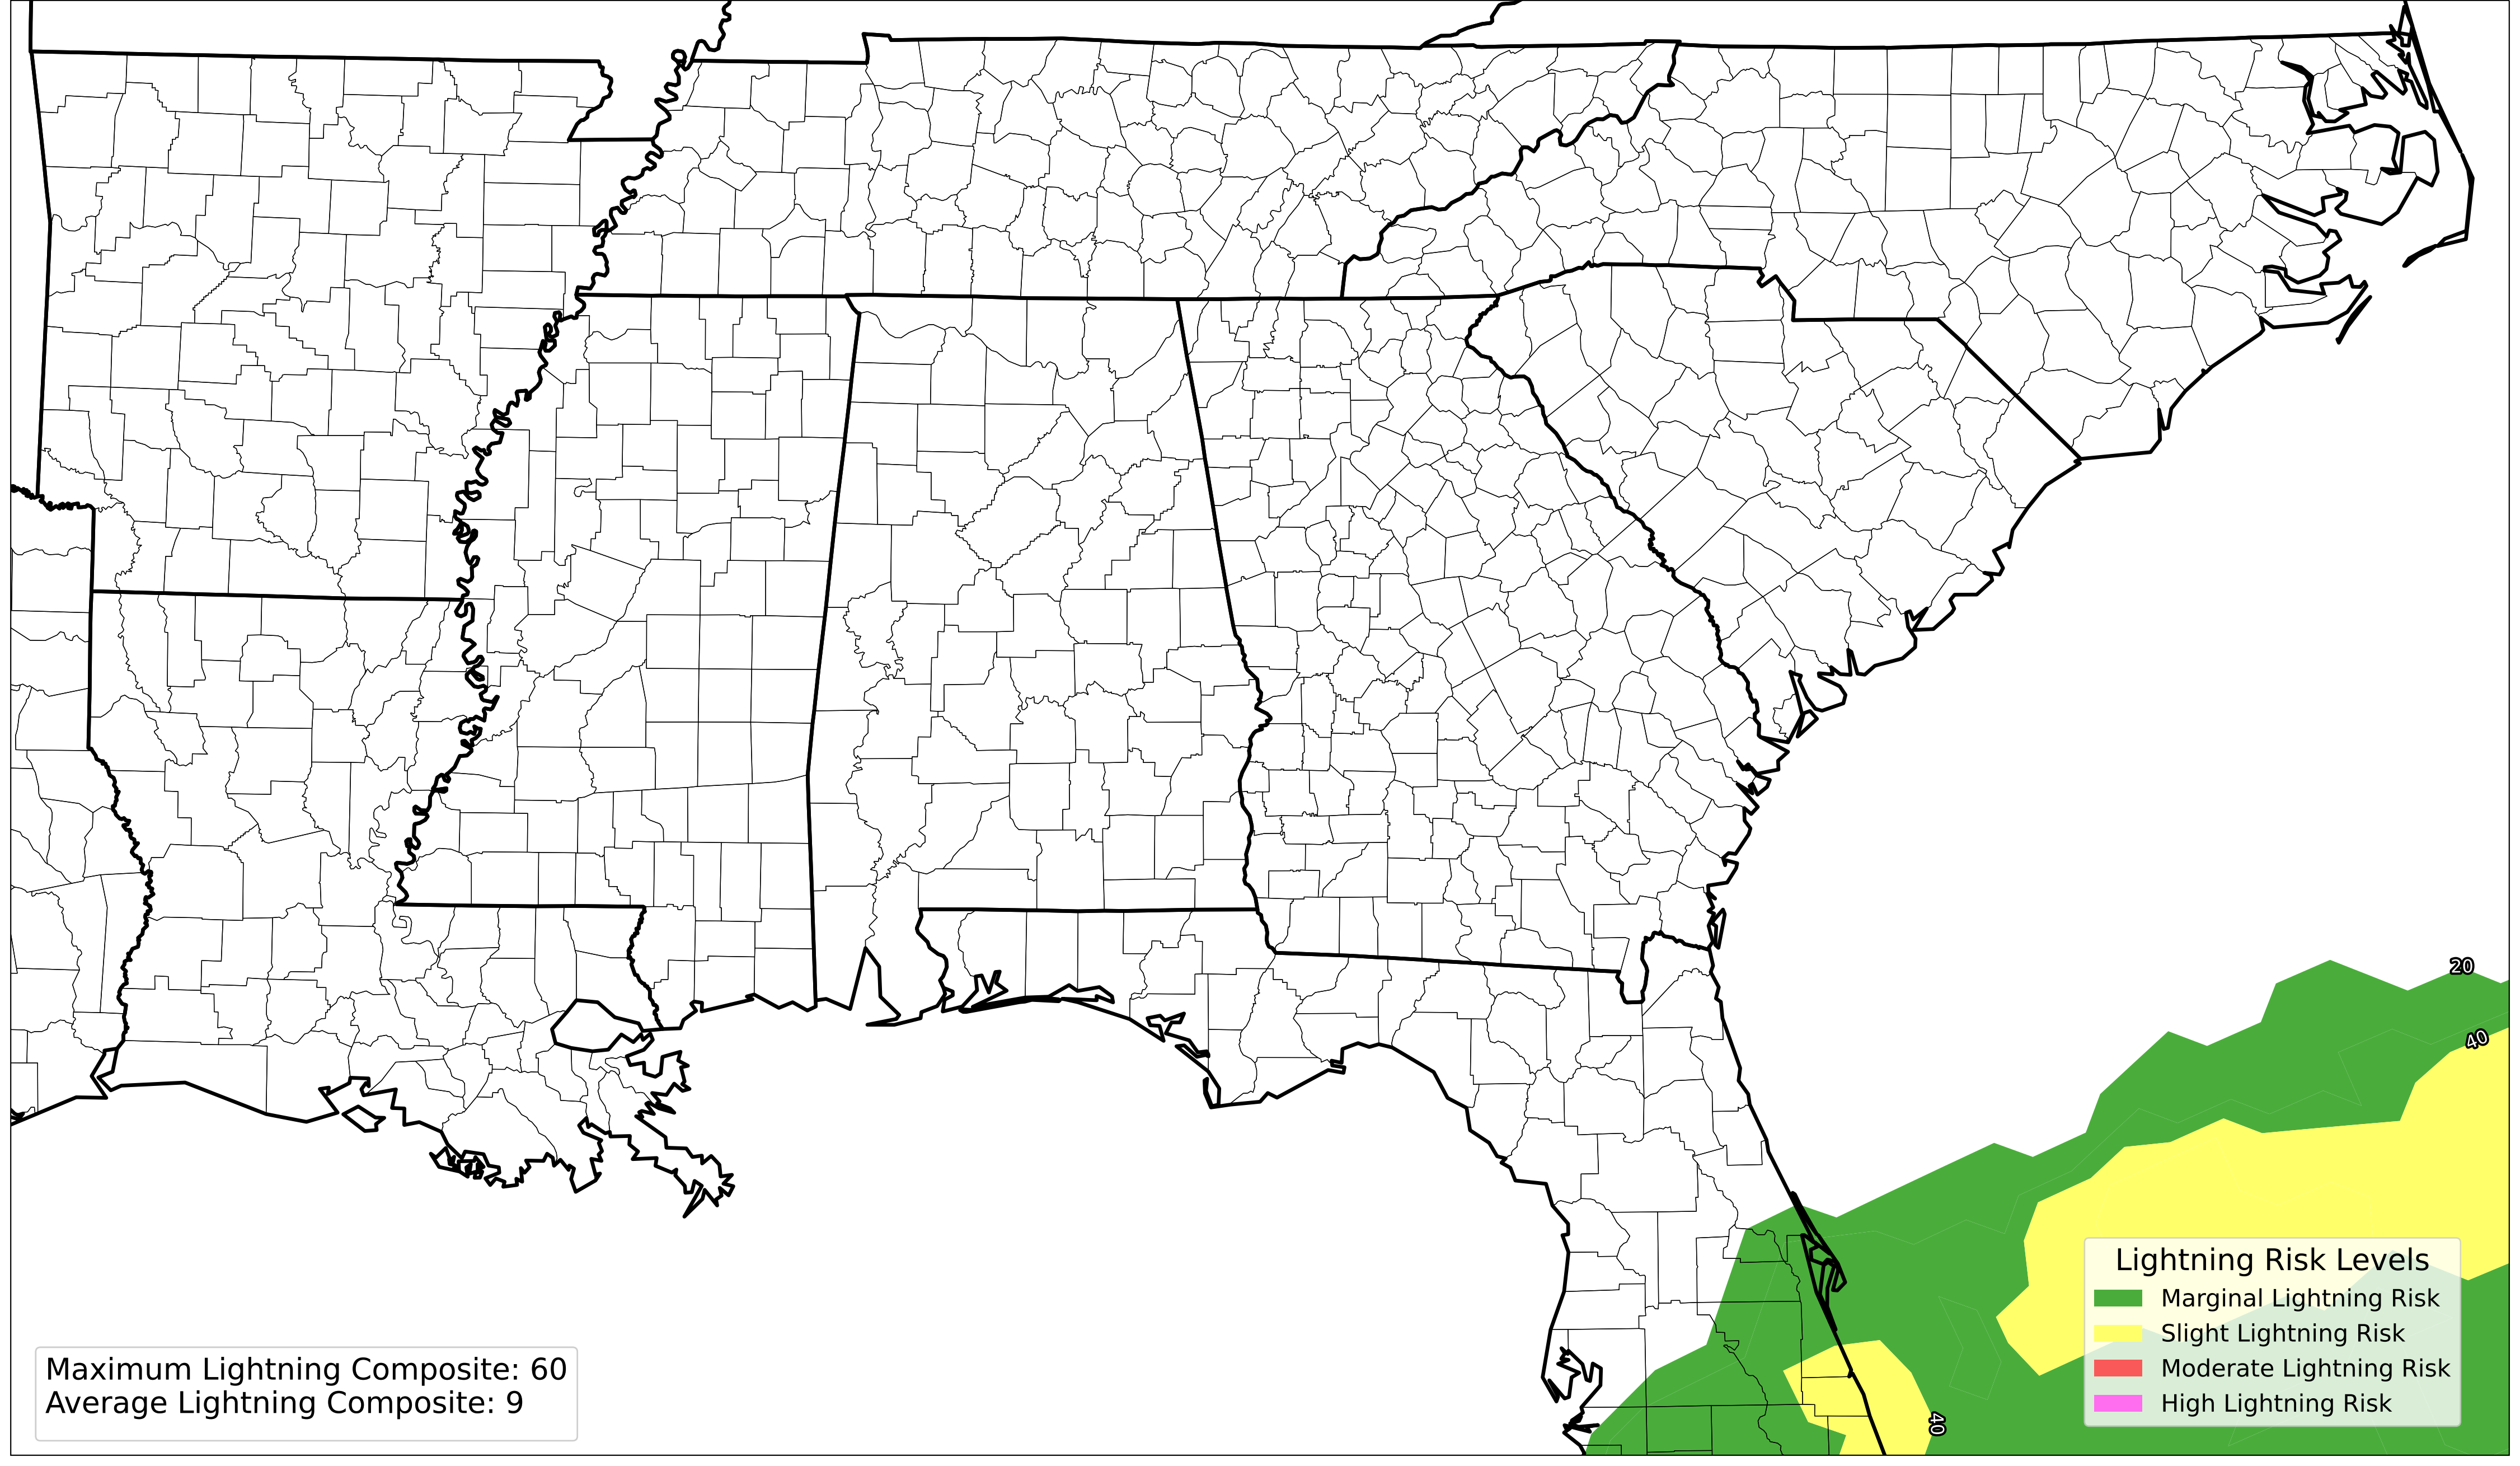 20
40
Lightning Risk Levels
Marginal Lightning Risk
Slight Lightning Risk
Moderate Lightning Risk
High Lightning Risk
Maximum Lightning Composite: 60
Average Lightning Composite: 9
40